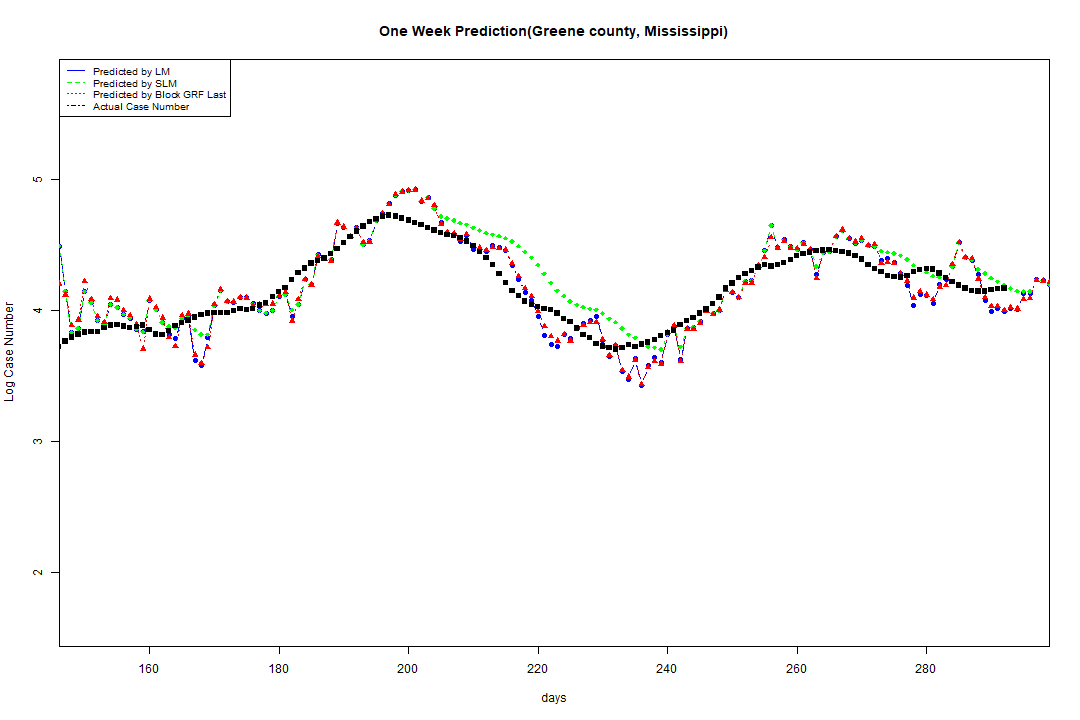 One Week Prediction(Greene county, Mississippi)
Predicted by LM
Predicted by SLM
Predicted by Block GRF Last
Actual Case Number
5
4
3
2
Log Case Number
160 180 200 220 240 260 280
days